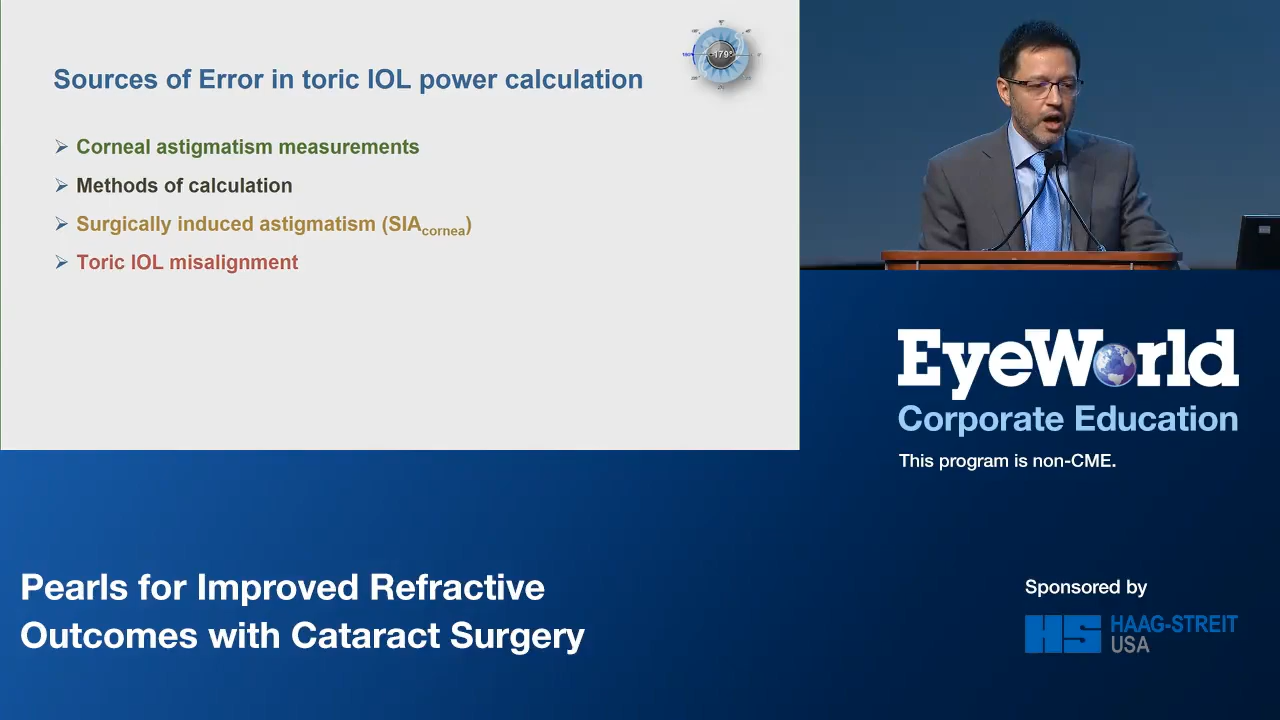 Sources of Error in toric IOL power calculation
-179°
Corneal astigmatism measurements
Methods of calculation
Surgically induced astigmatism (SIAcornea)
Toric IOL misalignment
EyeWorld
Corporate Education
This program is non-CME.
Pearls for Improved Refractive
Outcomes with Cataract Surgery
Sponsored by
HS HAAG-STREIT
USA